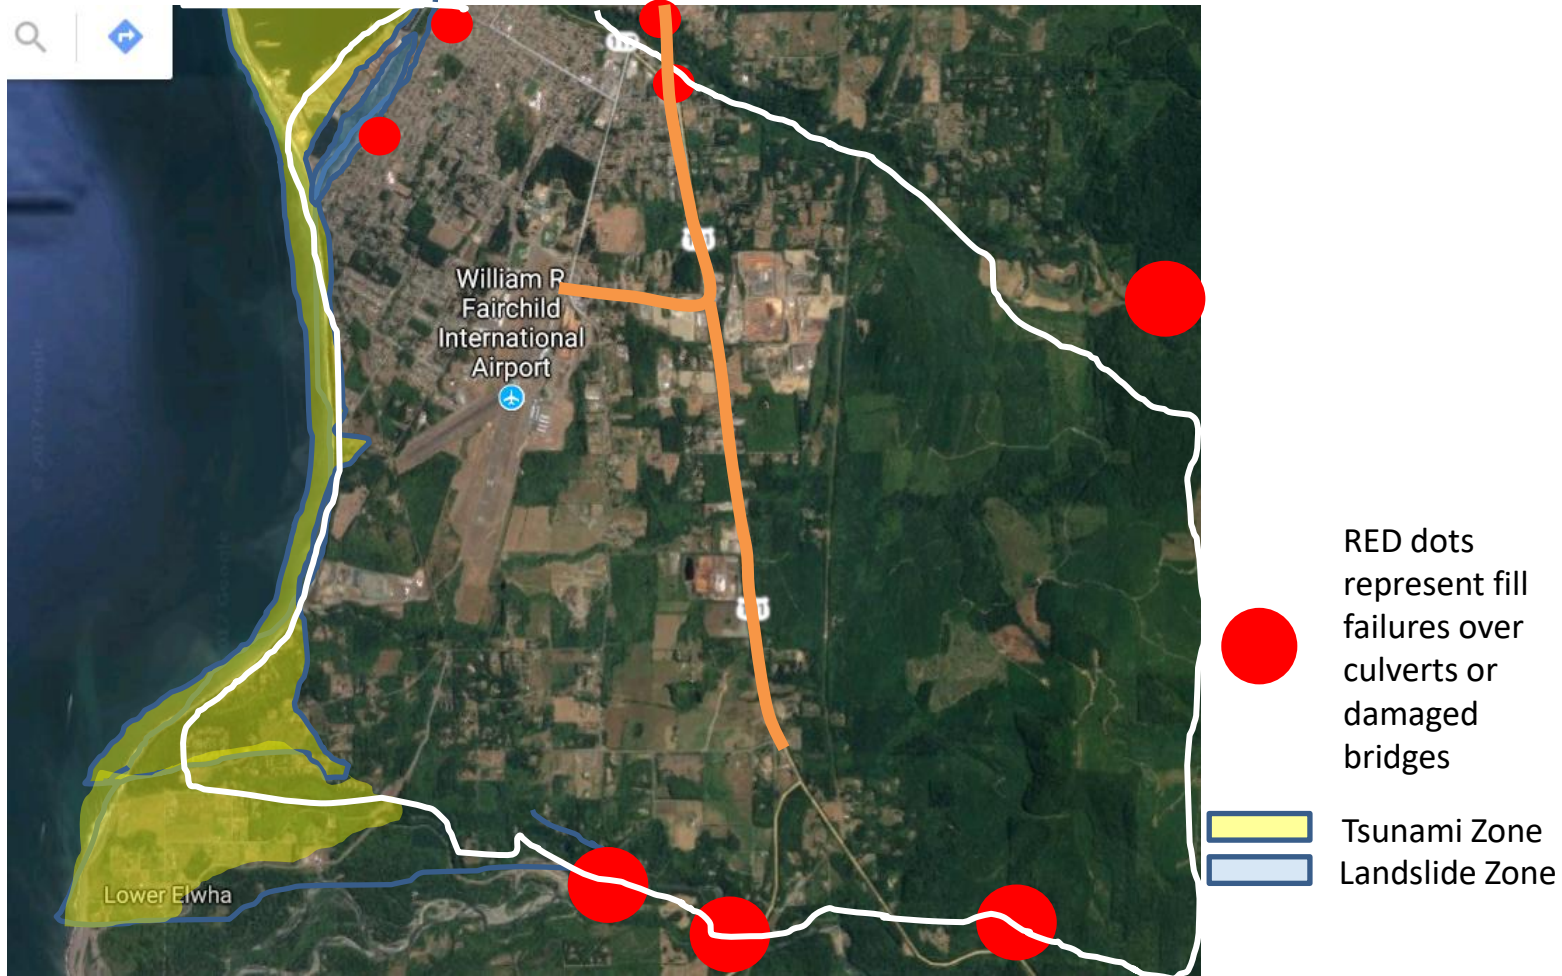 William R
Fairchild
International
Airport
Lower Elwha
RED dots
represent fill
failures over
culverts or
damaged
bridges
Tsunami Zone
Landslide Zone